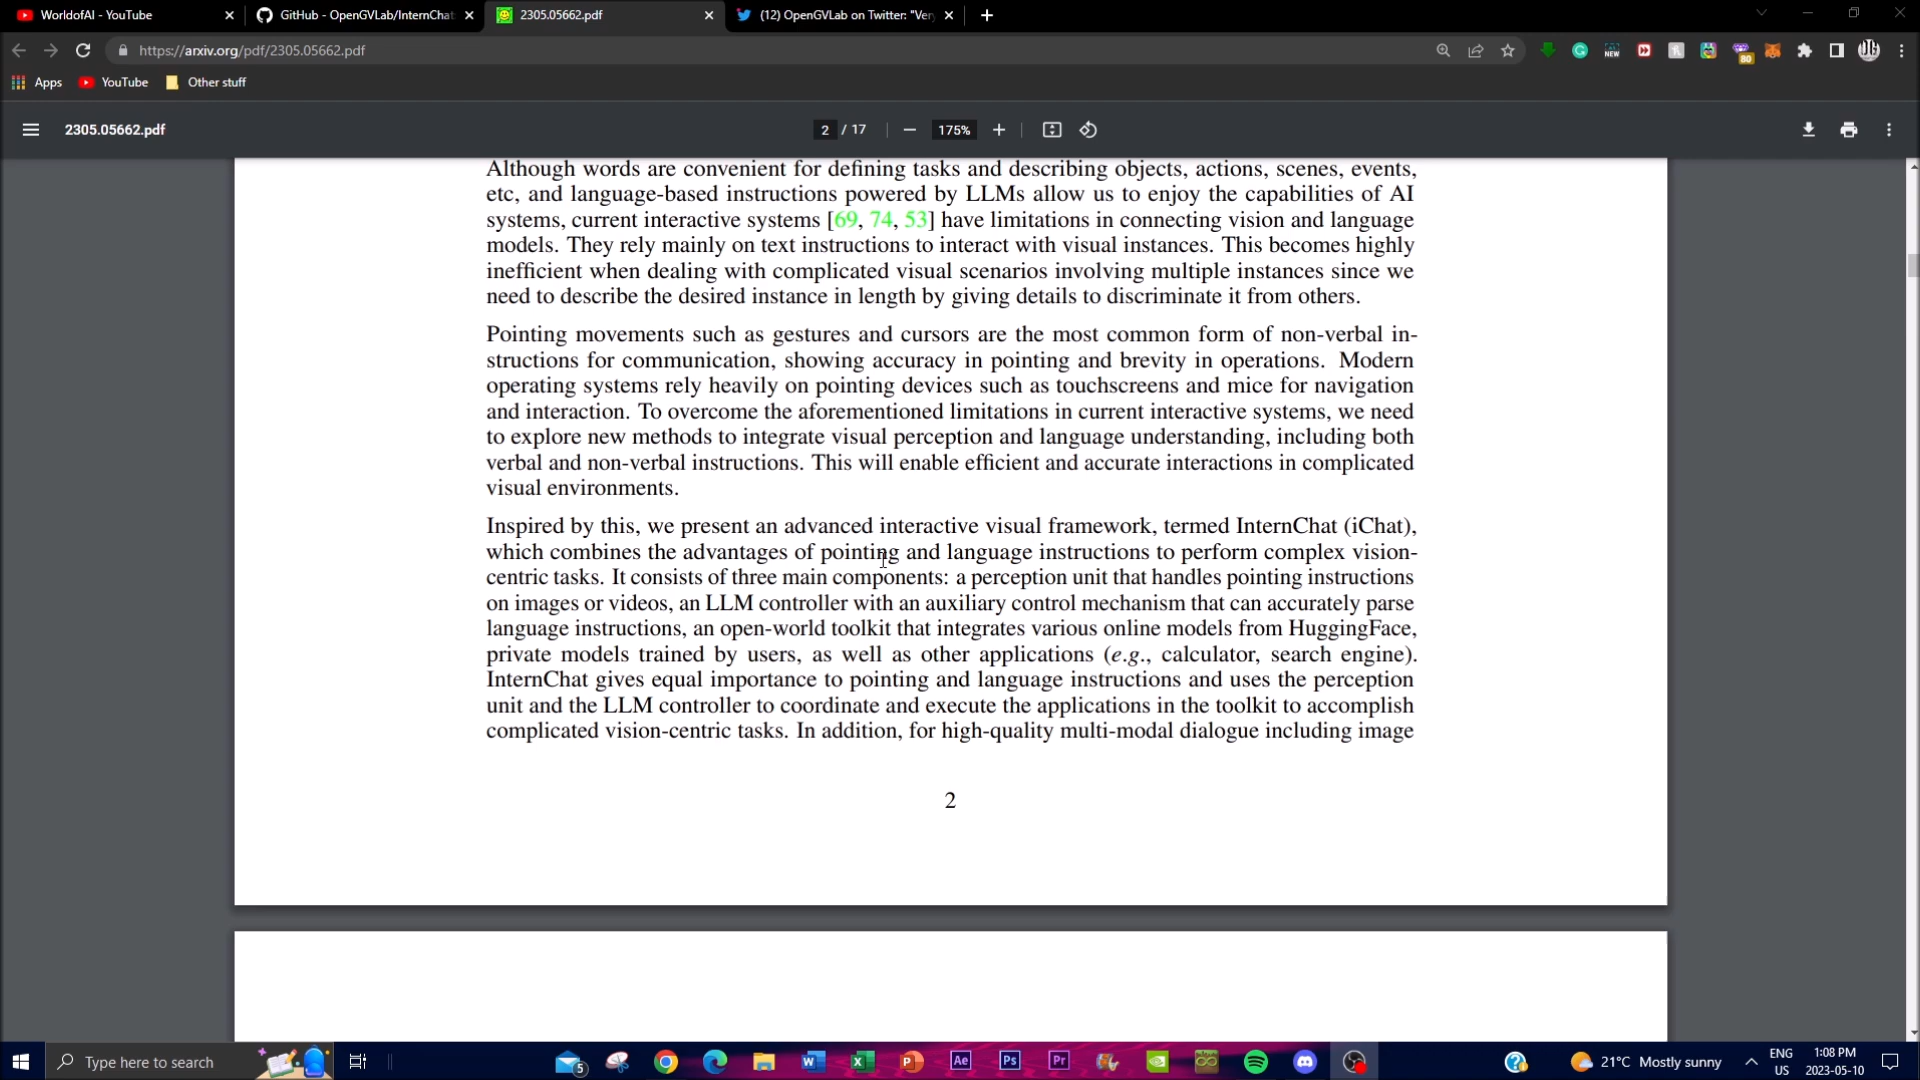 WorldofAI - YouTube
GitHub - OpenGVLab/InternChat
2305.05662.pdf
(12) OpenGVLab on Twitter: "Very
https://arxiv.org/pdf/2305.05662.pdf
NEW
80
Apps
YouTube
Other stuff
2305.05662.pdf
2 / 17
175%
Although words are convenient for defining tasks and describing objects, actions, scenes, events,
etc, and language-based instructions powered by LLMs allow us to enjoy the capabilities of AI
systems, current interactive systems [69, 74, 53] have limitations in connecting vision and language
models. They rely mainly on text instructions to interact with visual instances. This becomes highly
inefficient when dealing with complicated visual scenarios involving multiple instances since we
need to describe the desired instance in length by giving details to discriminate it from others.
Pointing movements such as gestures and cursors are the most common form of non-verbal in-
structions for communication, showing accuracy in pointing and brevity in operations. Modern
operating systems rely heavily on pointing devices such as touchscreens and mice for navigation
and interaction. To overcome the aforementioned limitations in current interactive systems, we need
to explore new methods to integrate visual perception and language understanding, including both
verbal and non-verbal instructions. This will enable efficient and accurate interactions in complicated
visual environments.
Inspired by this, we present an advanced interactive visual framework, termed InternChat (iChat),
which combines the advantages of pointing and language instructions to perform complex vision-
centric tasks. It consists of three main components: a perception unit that handles pointing instructions
on images or videos, an LLM controller with an auxiliary control mechanism that can accurately parse
language instructions, an open-world toolkit that integrates various online models from HuggingFace,
private models trained by users, as well as other applications (e.g., calculator, search engine).
InternChat gives equal importance to pointing and language instructions and uses the perception
unit and the LLM controller to coordinate and execute the applications in the toolkit to accomplish
complicated vision-centric tasks. In addition, for high-quality multi-modal dialogue including image
2
Type here to search
5
Ae
Ps
Pr
21°C Mostly sunny
ENG
US
1:08 PM
2023-05-10